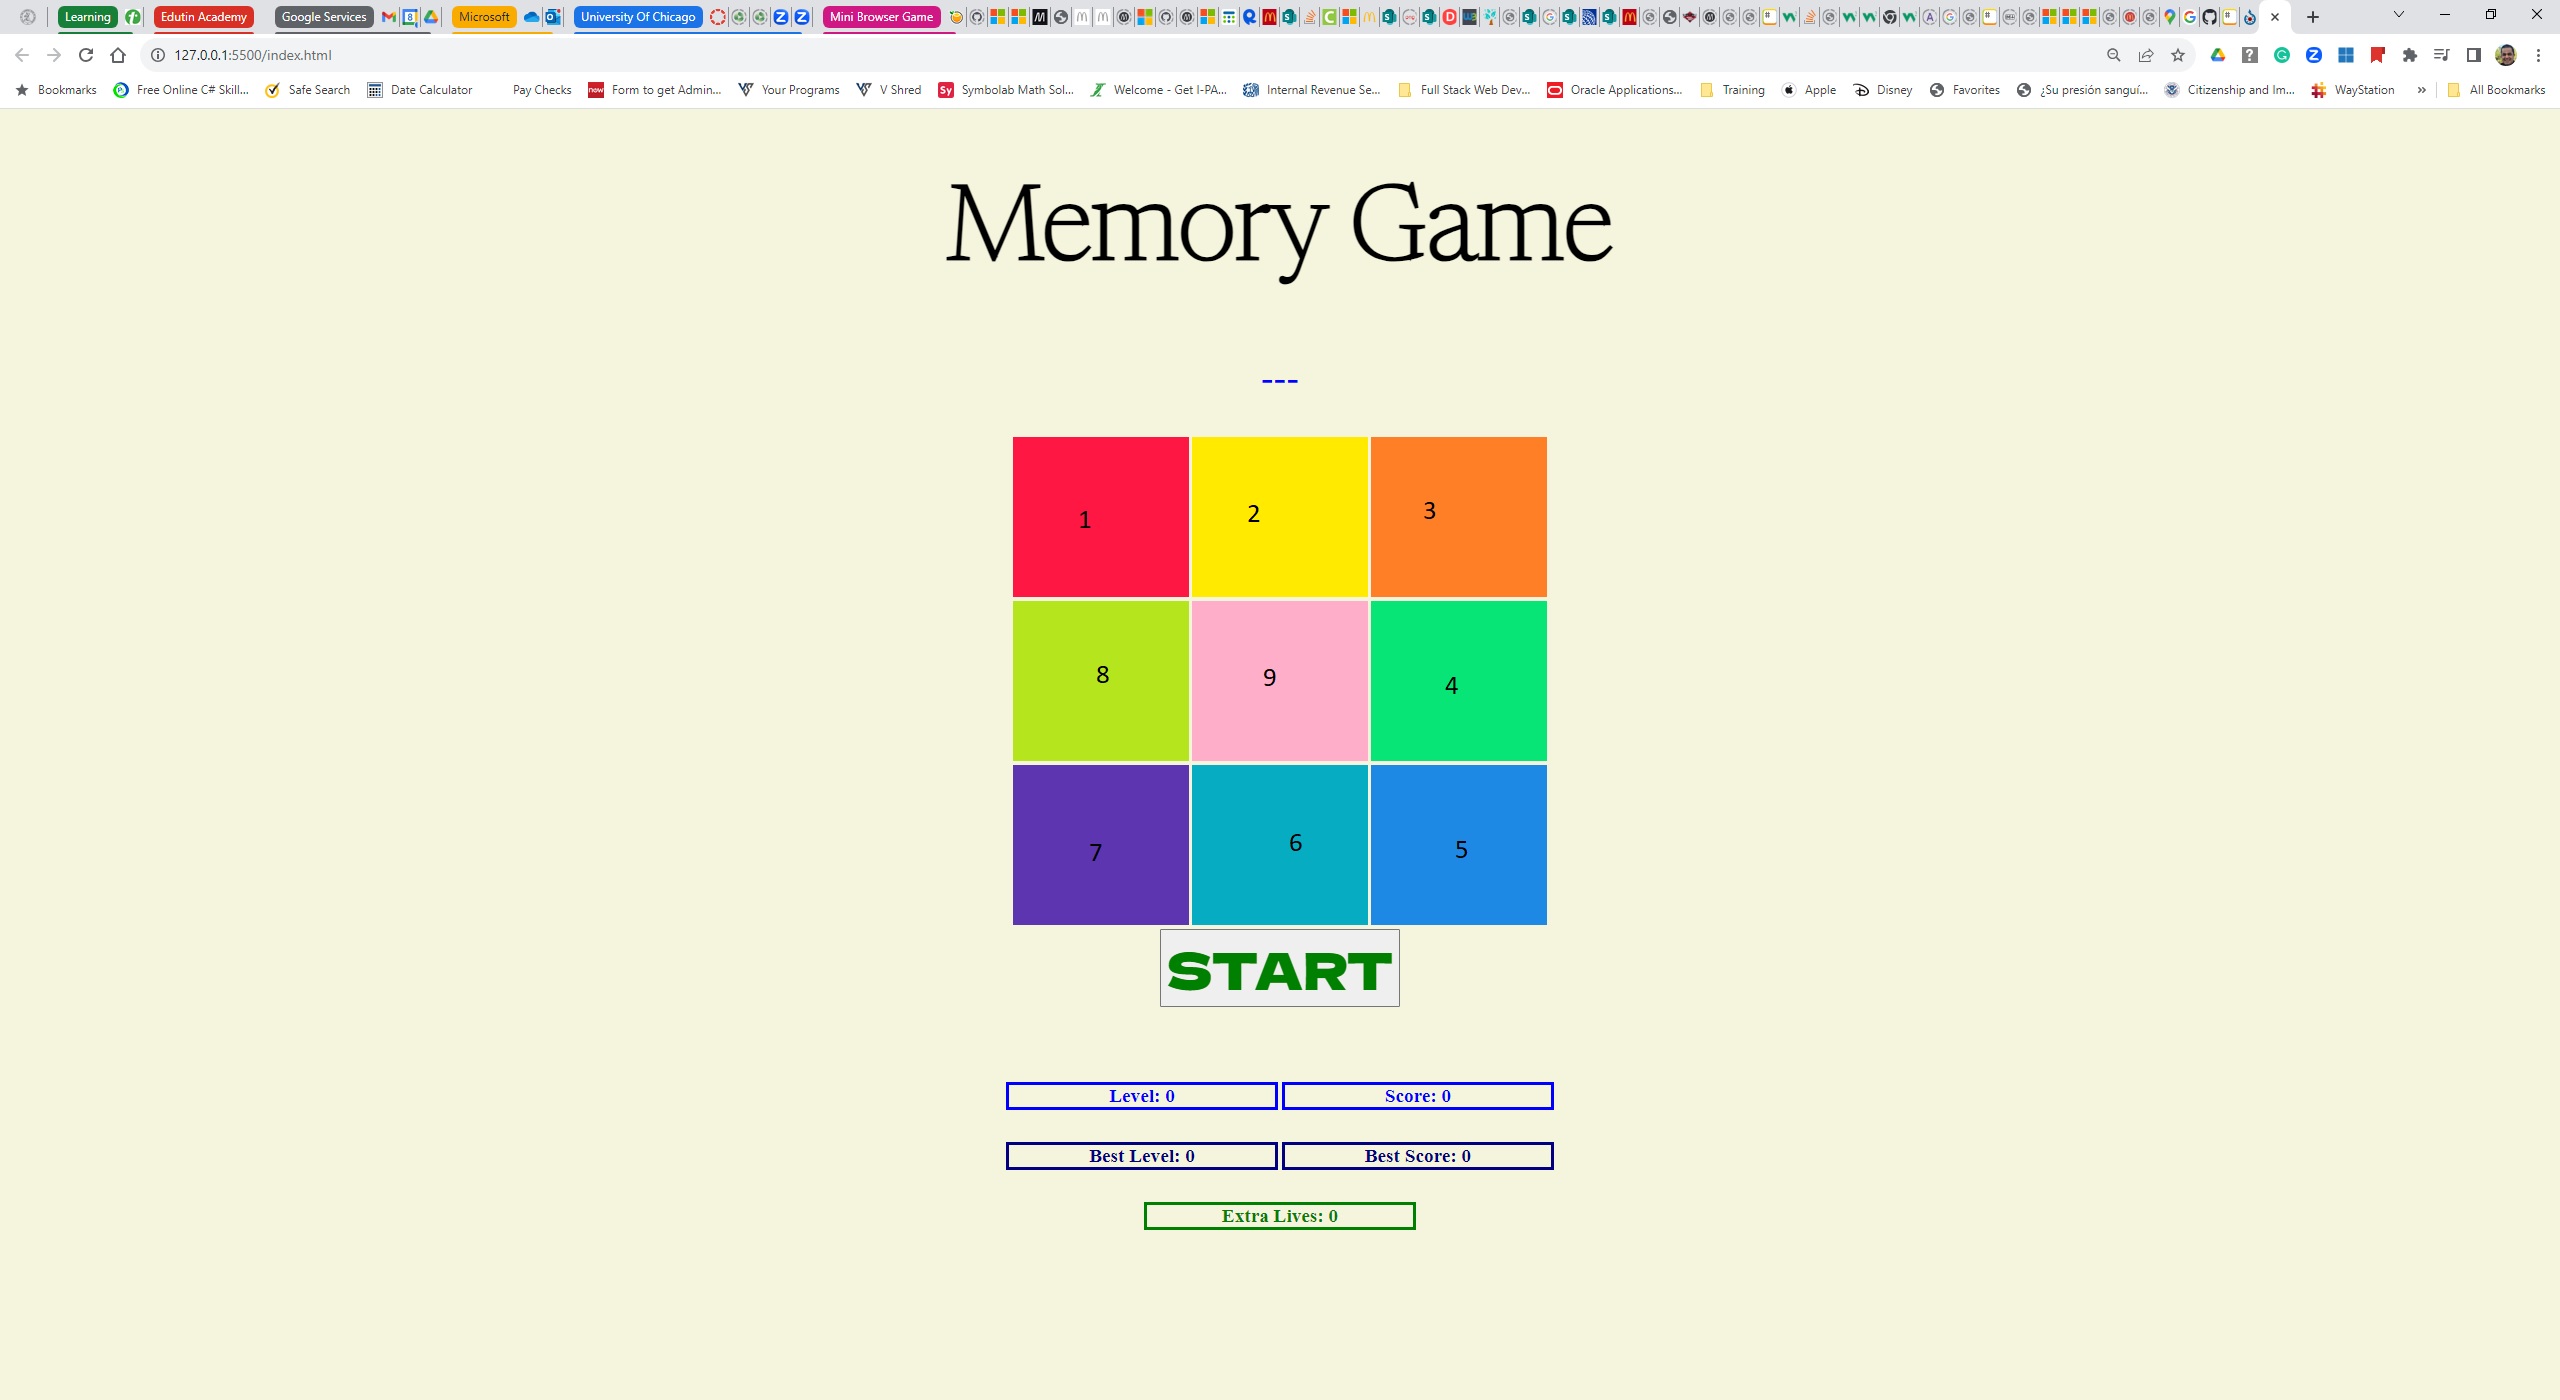 Learning Edutin Academy Google Services Microsoft University Of Chicago Mini Browser Game
127.0.0.1:5500/index.html
Bookmarks Free Online C# Skill... Safe Search Date Calculator Pay Checks Form to get Admin... Your Programs V Shred Symbolab Math Sol... Welcome - Get I-PA... Internal Revenue Se... Full Stack Web Dev... Oracle Applications... Training Apple Disney Favorites ¿Su presión sanguí... Citizenship and Im... WayStation » All Bookmarks
Memory Game
---
1 2 3
8 9 4
7 6 5
START
Level: 0 Score: 0
Best Level: 0 Best Score: 0
Extra Lives: 0